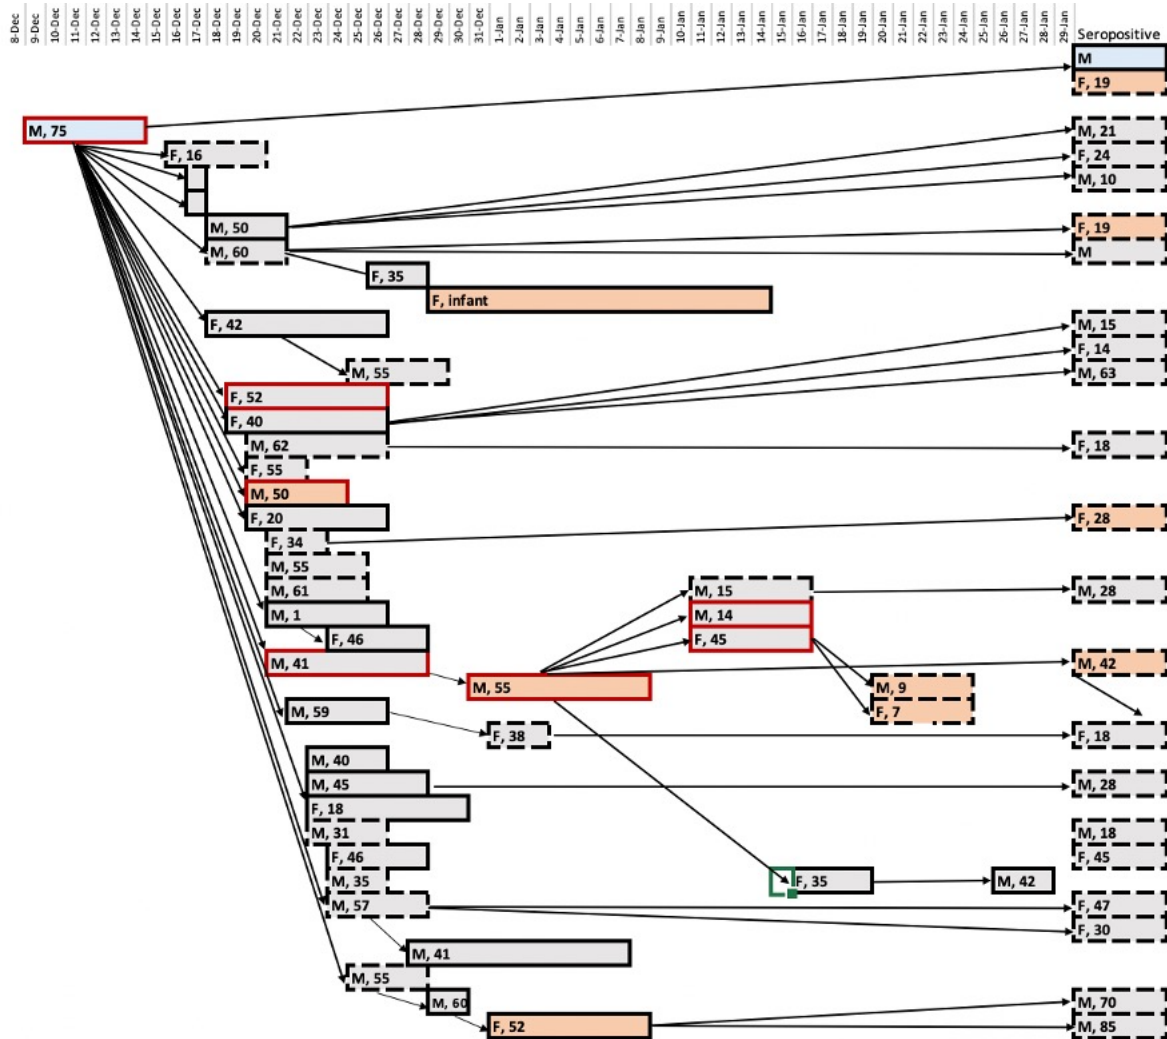 8-Dec
9-Dec
10-Dec
11-Dec
12-Dec
13-Dec
14-Dec
15-Dec
16-Dec
17-Dec
18-Dec
19-Dec
20-Dec
21-Dec
22-Dec
23-Dec
24-Dec
25-Dec
26-Dec
27-Dec
28-Dec
29-Dec
30-Dec
31-Dec
1-Jan
2-Jan
3-Jan
4-Jan
5-Jan
6-Jan
7-Jan
8-Jan
9-Jan
10-Jan
11-Jan
12-Jan
13-Jan
14-Jan
15-Jan
16-Jan
17-Jan
18-Jan
19-Jan
20-Jan
21-Jan
22-Jan
23-Jan
24-Jan
25-Jan
26-Jan
27-Jan
28-Jan
29-Jan
Seropositive
M
F, 19
M, 75
M, 21
F, 16
F, 24
M, 10
M, 50
F, 19
M, 60
M
F, 35
F, infant
F, 42
M, 15
F, 14
M, 55
M, 63
F, 52
F, 40
M, 62
F, 18
F, 55
M, 50
F, 20
F, 28
F, 34
M, 55
M, 61
M, 15
M, 28
M, 1
M, 14
F, 46
F, 45
M, 41
M, 42
M, 55
M, 9
M, 59
F, 7
F, 38
F, 18
M, 40
M, 45
M, 28
F, 18
M, 31
M, 18
F, 46
F, 45
M, 35
F, 35
M, 42
M, 57
F, 47
F, 30
M, 41
M, 55
M, 60
M, 70
F, 52
M, 85